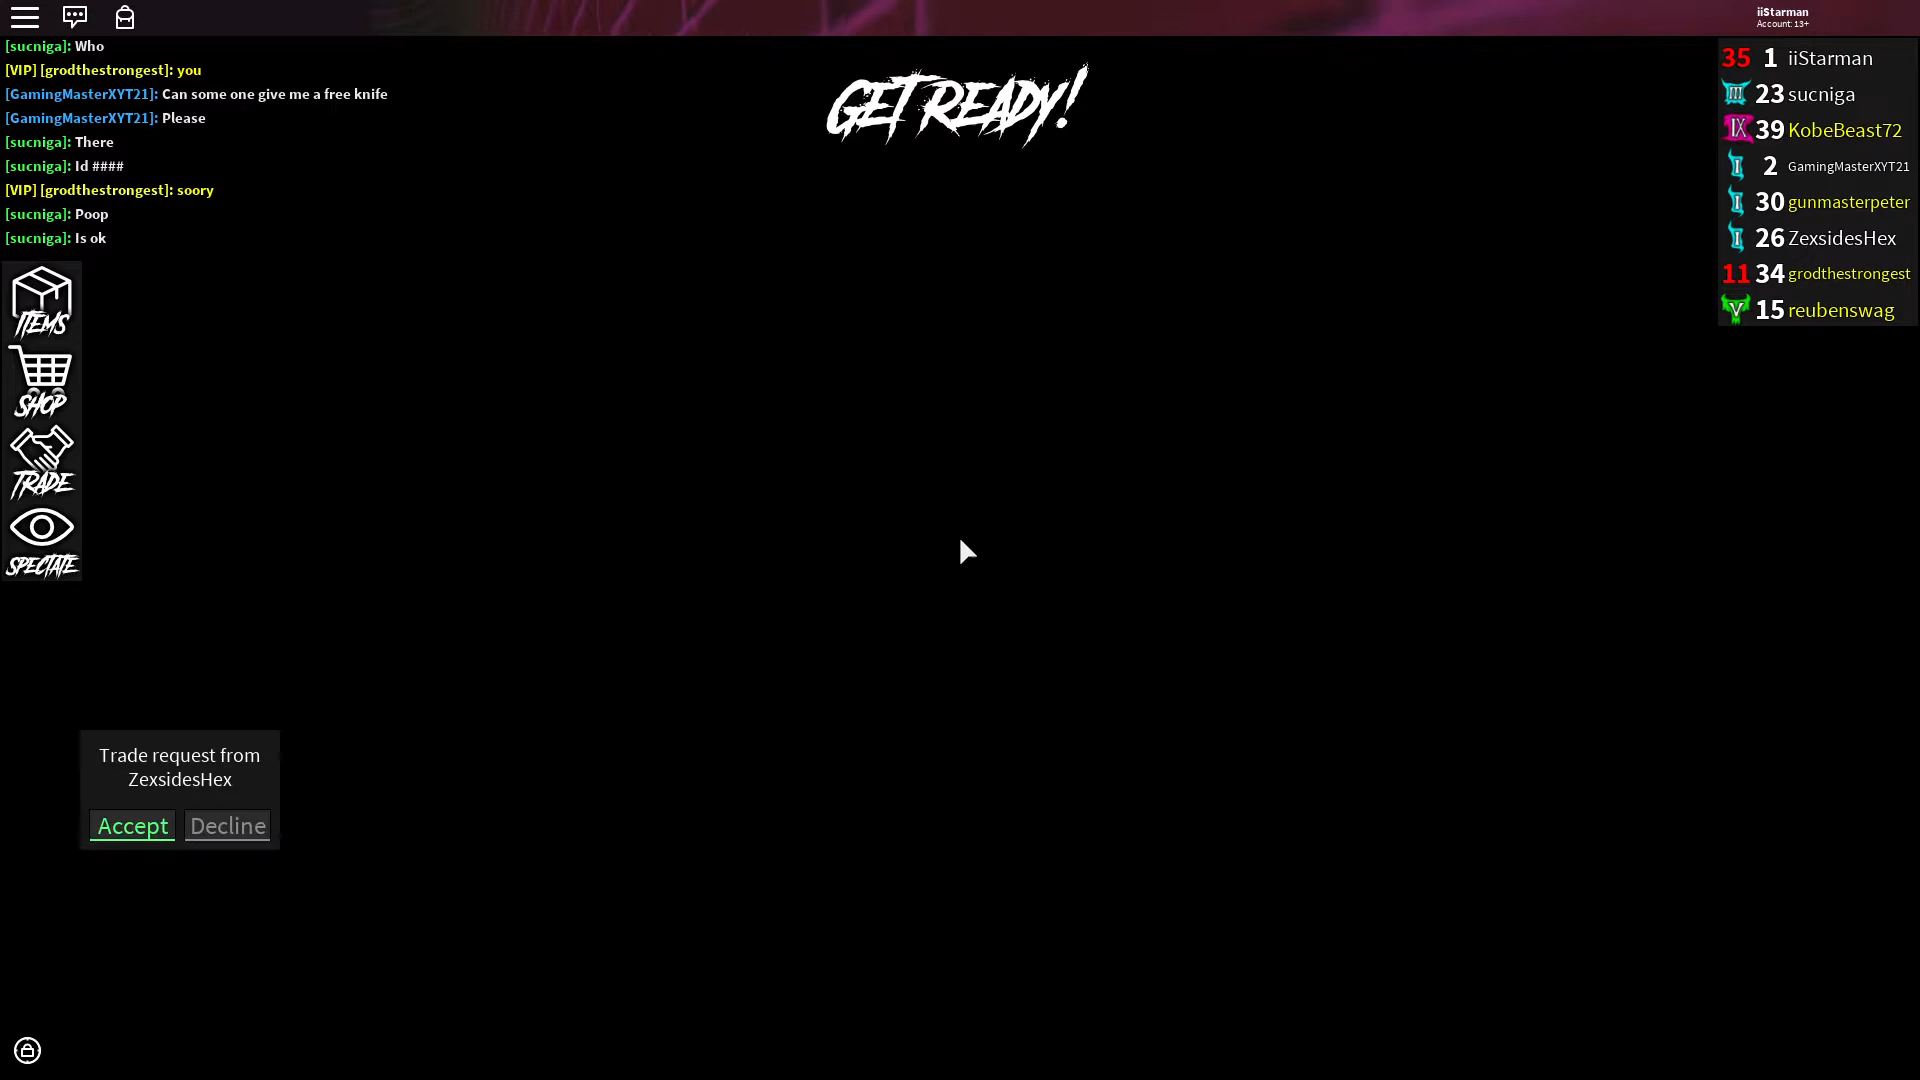 iiStarman
Account: 13+
[sucniga]: Who
[VIP] [grodthestrongest]: you
[GamingMasterXYT21]: Can some one give me a free knife
[GamingMasterXYT21]: Please
[sucniga]: There
[sucniga]: Id ####
[VIP] [grodthestrongest]: soory
[sucniga]: Poop
[sucniga]: Is ok
GET READY!
35 1 iiStarman
III 23 sucniga
IX 39 KobeBeast72
I 2 GamingMasterXYT21
I 30 gunmasterpeter
I 26 ZexsidesHex
11 34 grodthestrongest
V 15 reubenswag
ITEMS
SHOP
TRADE
SPECTATE
Trade request from
ZexsidesHex
Accept Decline